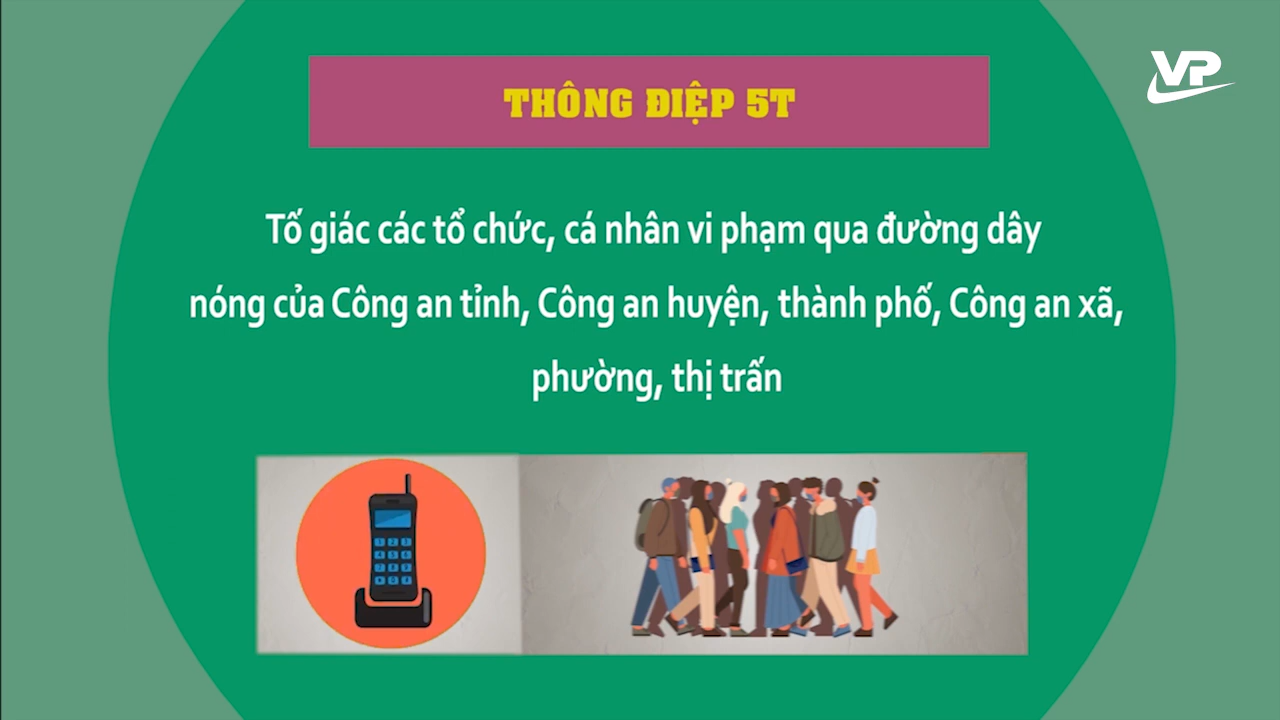 VP
THÔNG ĐIỆP 5T
Tố giác các tổ chức, cá nhân vi phạm qua đường dây
nóng của Công an tỉnh, Công an huyện, thành phố, Công an xã,
phường, thị trấn